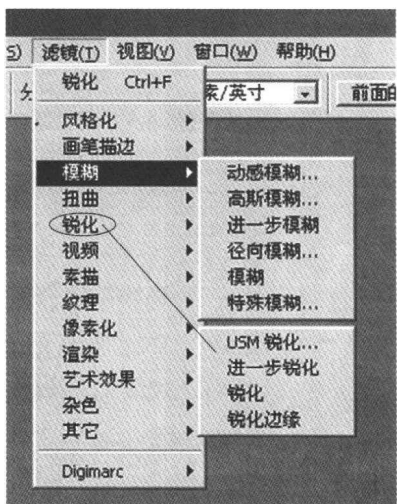 S) 滤镜(T) 视图(V) 窗口(W) 帮助(H)
锐化 Ctrl+F
素/英寸
前面的
风格化
画笔描边
模糊
扭曲
锐化
视频
素描
纹理
像素化
渲染
艺术效果
杂色
其它
Digimarc
动感模糊...
高斯模糊...
进一步模糊
径向模糊...
模糊
特殊模糊...
USM 锐化...
进一步锐化
锐化
锐化边缘